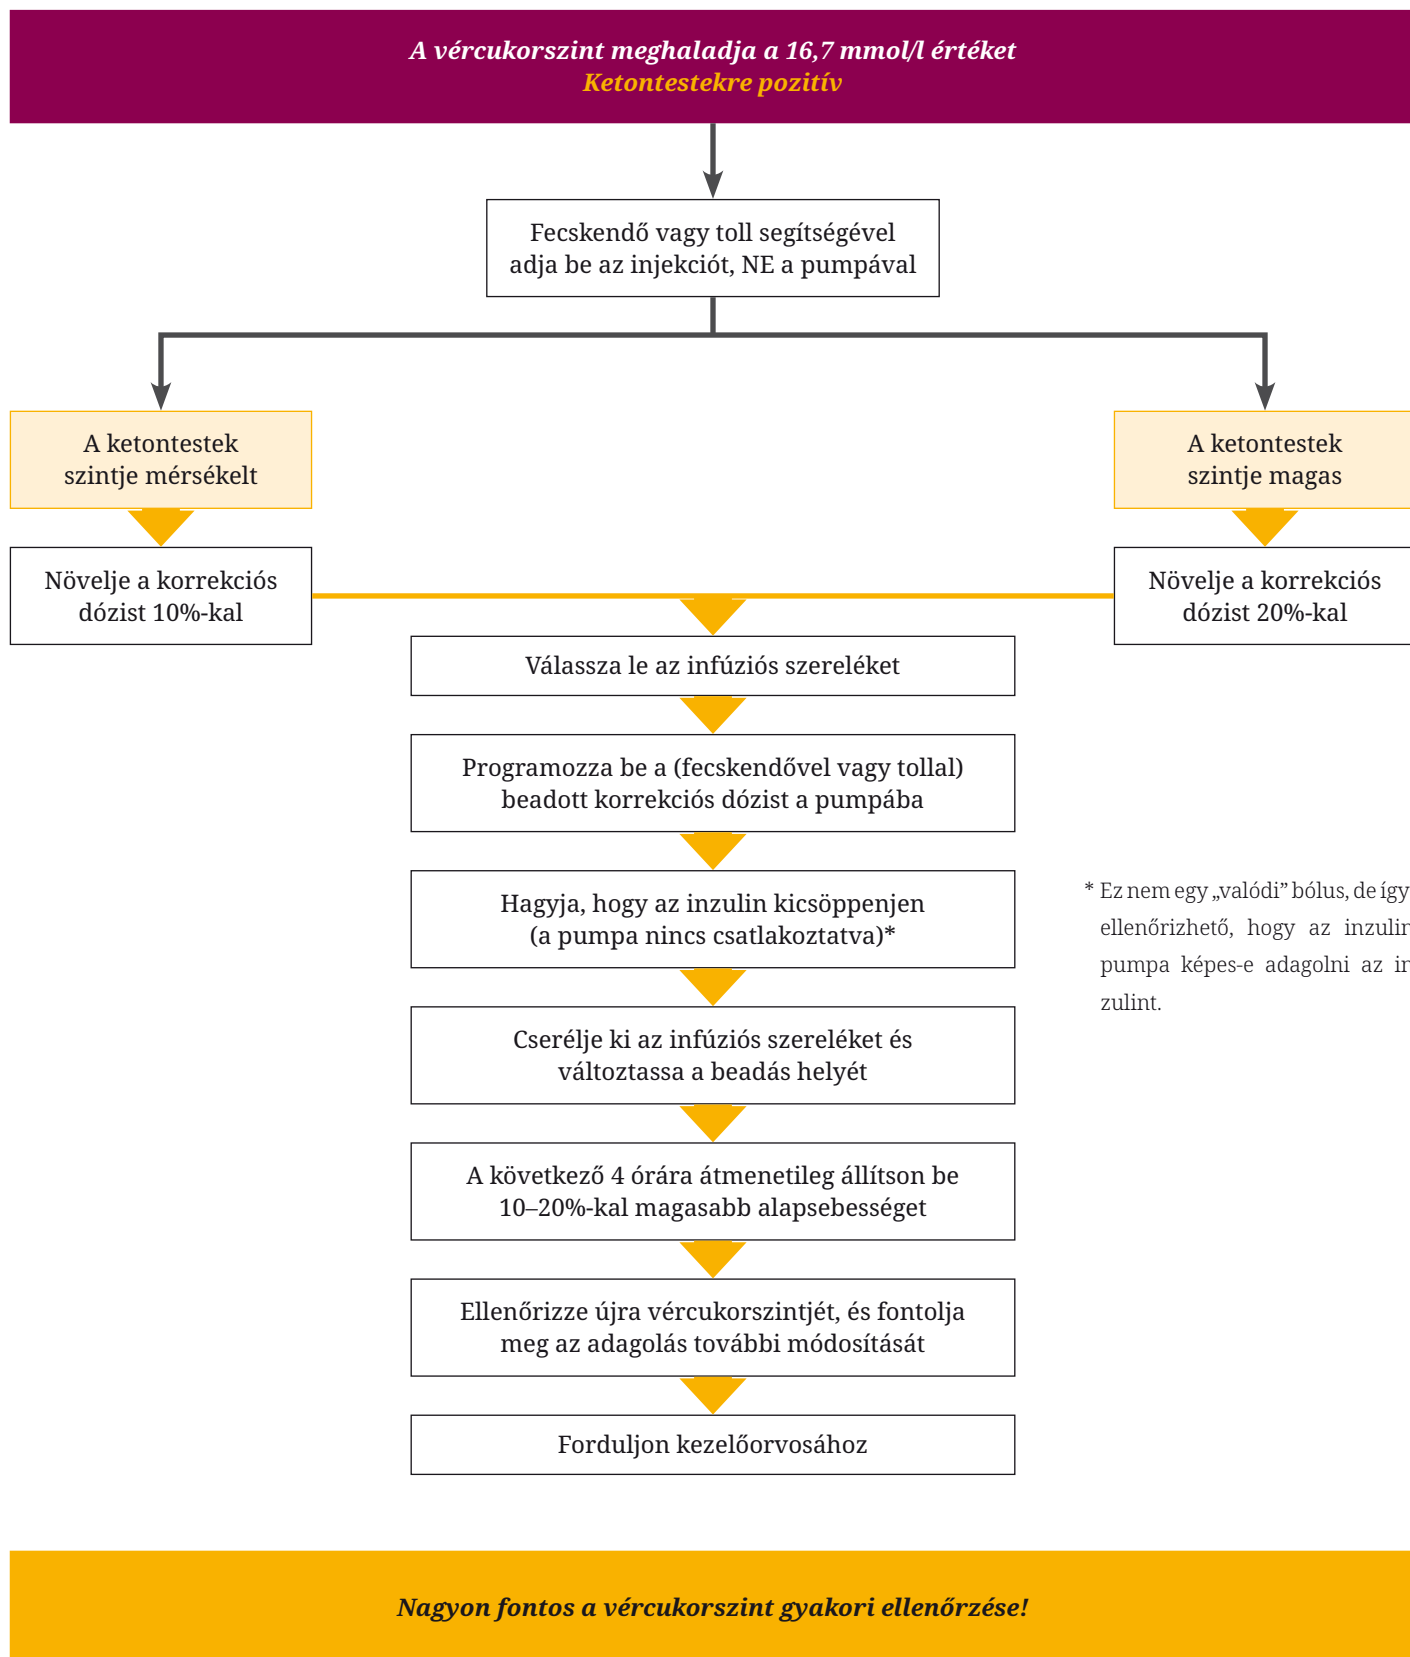 A vércukorszint meghaladja a 16,7 mmol/l értéket
Ketontestekre pozitív
Fecskendő vagy toll segítségével
adja be az injekciót, NE a pumpával
A ketontestek
szintje mérsékelt
A ketontestek
szintje magas
Növelje a korrekciós
dózist 10%-kal
Növelje a korrekciós
dózist 20%-kal
Válassza le az infúziós szereléket
Programozza be a (fecskendővel vagy tollal)
beadott korrekciós dózist a pumpába
Hagyja, hogy az inzulin kicsöppenjen
(a pumpa nincs csatlakoztatva)*
* Ez nem egy „valódi” bólus, de így
ellenőrizhető, hogy az inzulin
pumpa képes-e adagolni az in
zulint.
Cserélje ki az infúziós szereléket és
változtassa a beadás helyét
A következő 4 órára átmenetileg állítson be
10–20%-kal magasabb alapsebességet
Ellenőrizze újra vércukorszintjét, és fontolja
meg az adagolás további módosítását
Forduljon kezelőorvosához
Nagyon fontos a vércukorszint gyakori ellenőrzése!